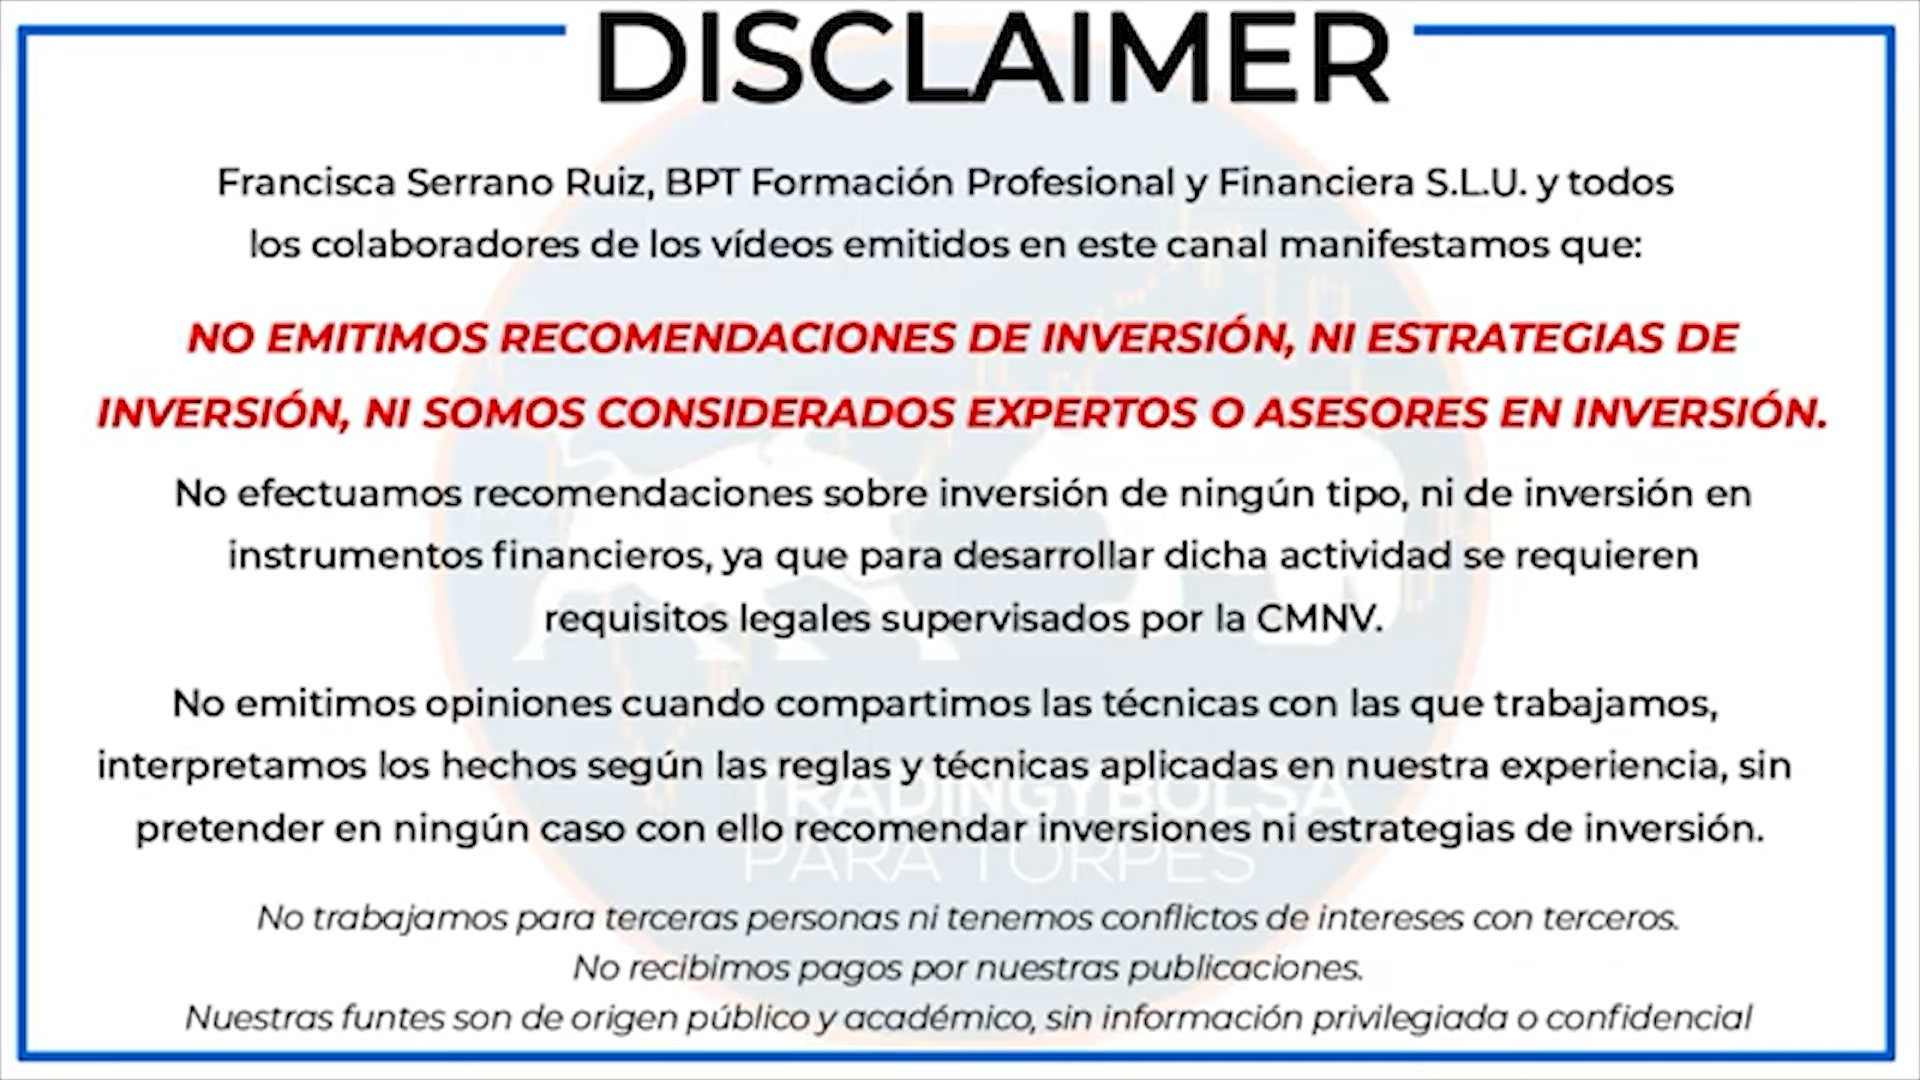 DISCLAIMER
Francisca Serrano Ruiz, BPT Formación Profesional y Financiera S.L.U. y todos
los colaboradores de los vídeos emitidos en este canal manifestamos que:
NO EMITIMOS RECOMENDACIONES DE INVERSIÓN, NI ESTRATEGIAS DE
INVERSIÓN, NI SOMOS CONSIDERADOS EXPERTOS O ASESORES EN INVERSIÓN.
No efectuamos recomendaciones sobre inversión de ningún tipo, ni de inversión en
instrumentos financieros, ya que para desarrollar dicha actividad se requieren
requisitos legales supervisados por la CMNV.
No emitimos opiniones cuando compartimos las técnicas con las que trabajamos,
interpretamos los hechos según las reglas y técnicas aplicadas en nuestra experiencia, sin
TRADINGYBOLSA
pretender en ningún caso con ello recomendar inversiones ni estrategias de inversión.
PARA TORPES
No trabajamos para terceras personas ni tenemos conflictos de intereses con terceros.
No recibimos pagos por nuestras publicaciones.
Nuestras funtes son de origen público y académico, sin información privilegiada o confidencial